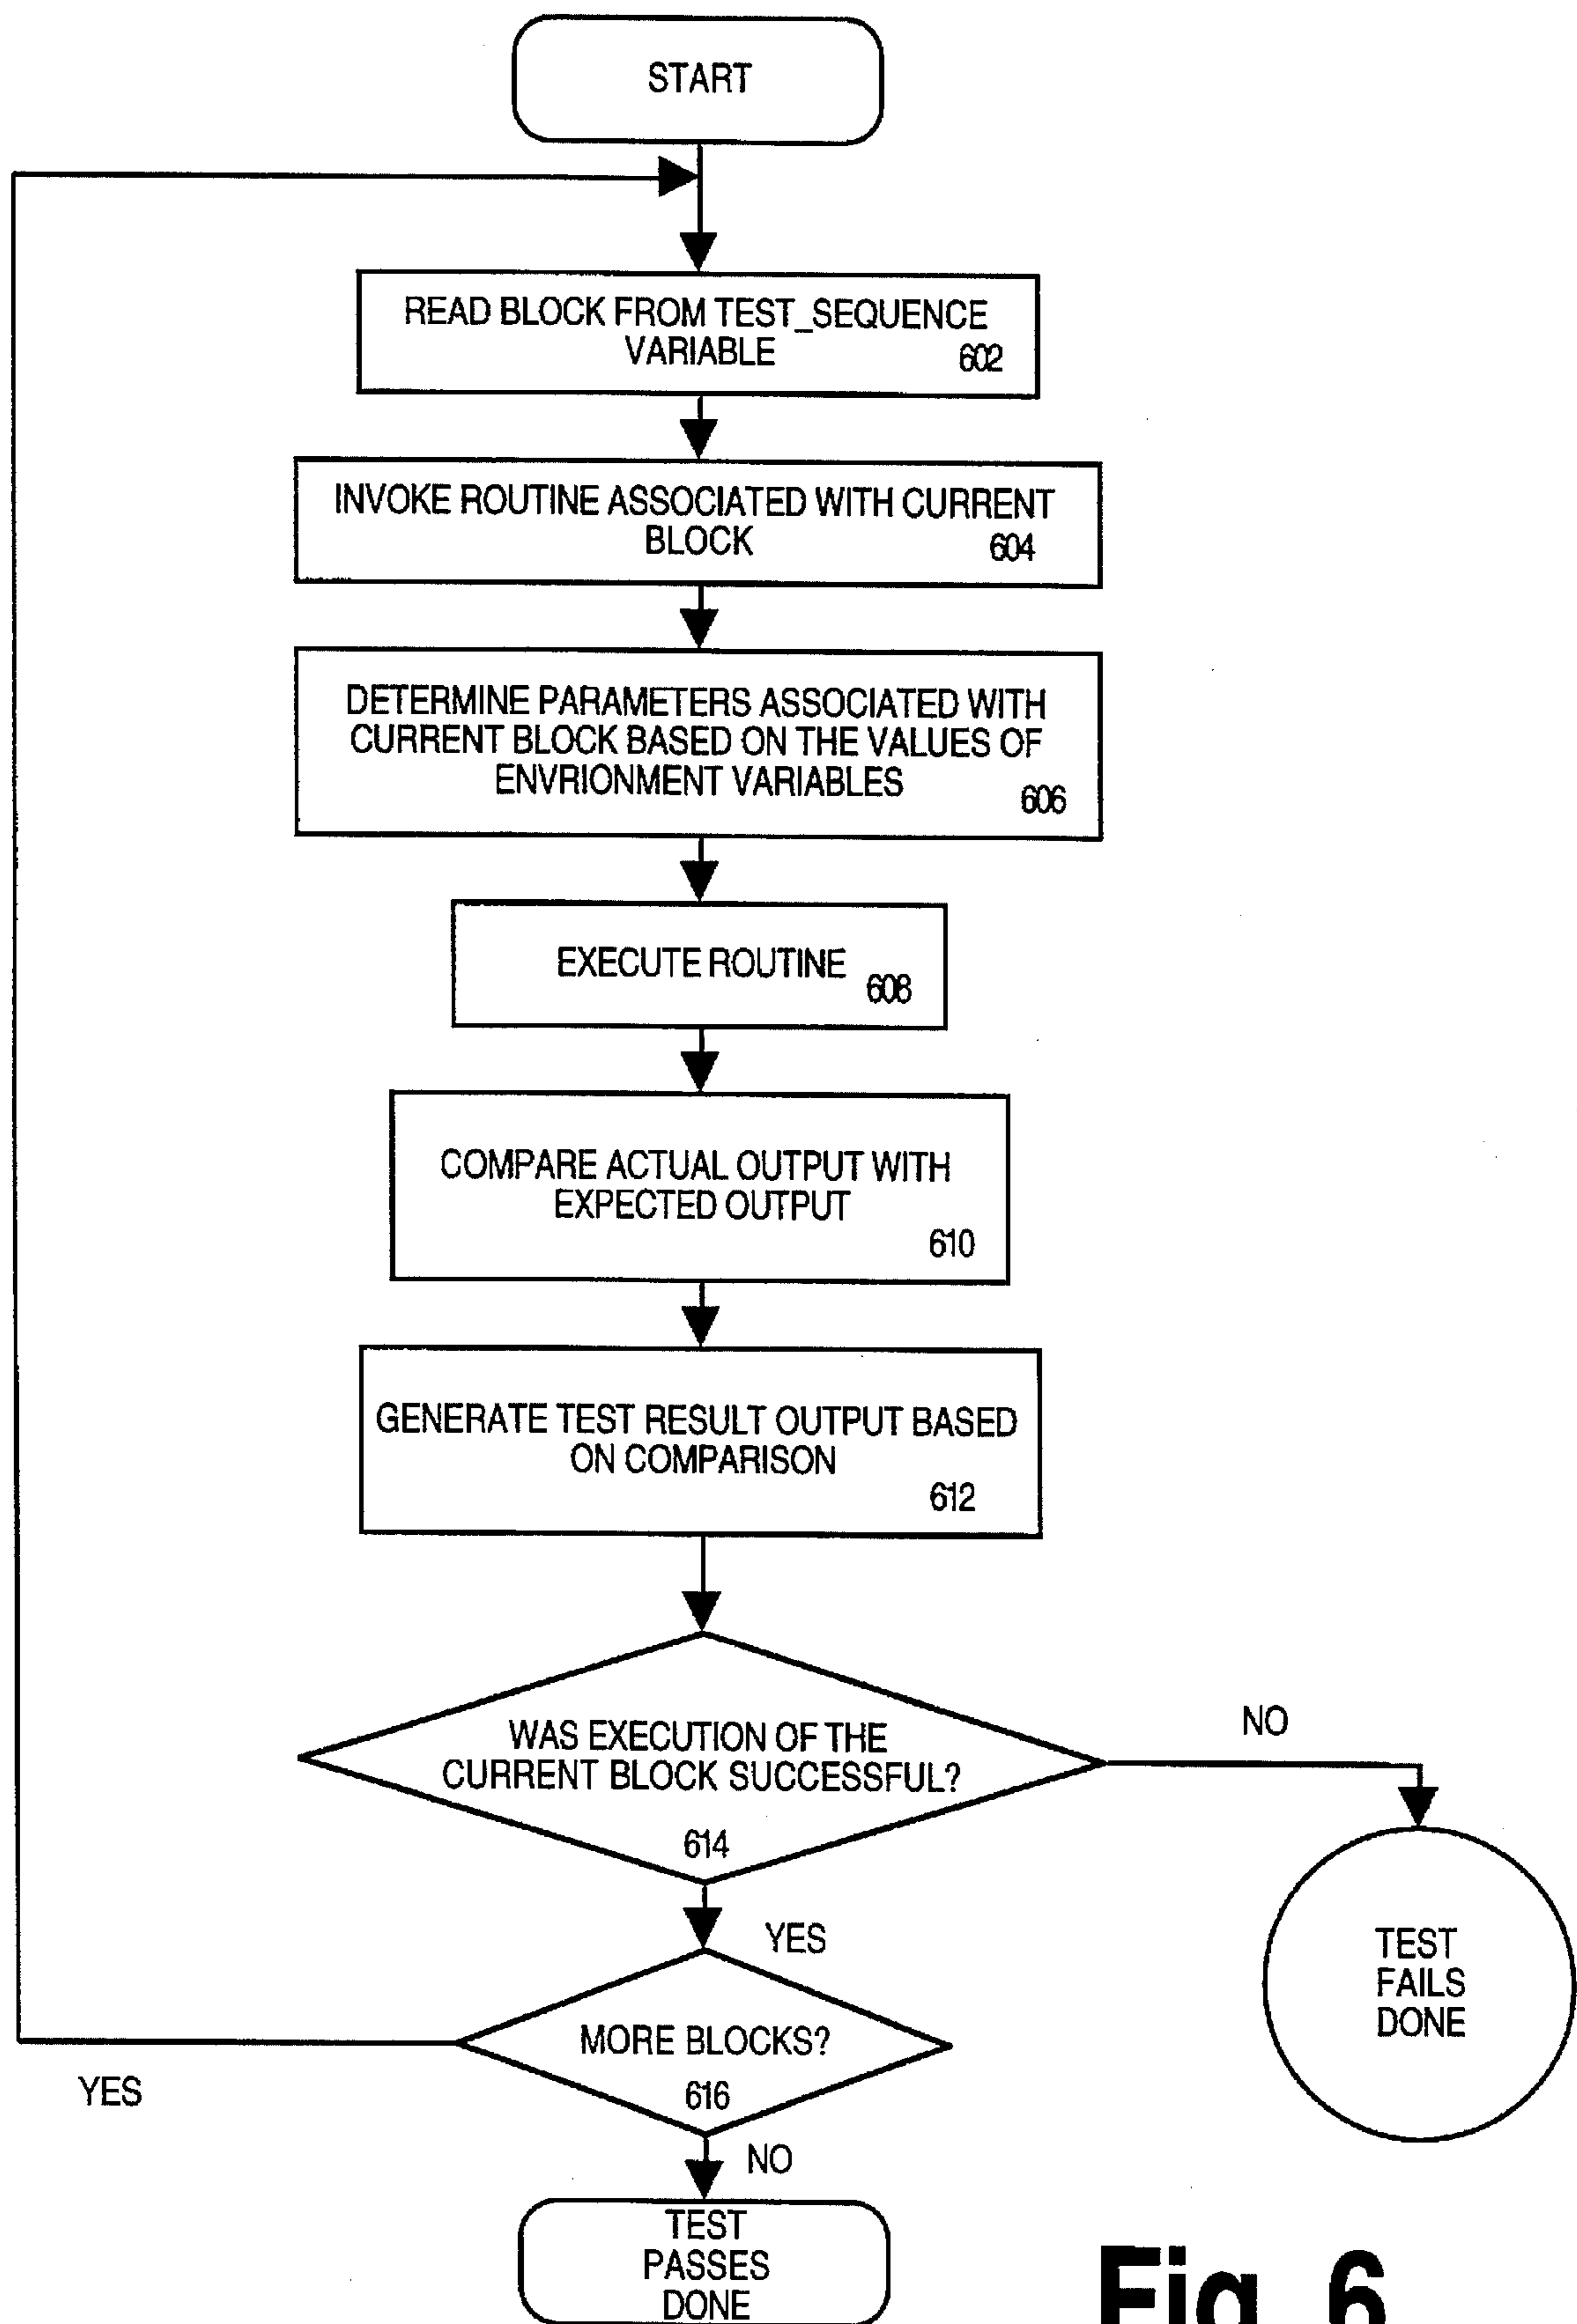 START
READ BLOCK FROM TEST_SEQUENCE
VARIABLE 602
INVOKE ROUTINE ASSOCIATED WITH CURRENT
BLOCK 604
DETERMINE PARAMETERS ASSOCIATED WITH
CURRENT BLOCK BASED ON THE VALUES OF
ENVRIONMENT VARIABLES 606
EXECUTE ROUTINE 608
COMPARE ACTUAL OUTPUT WITH
EXPECTED OUTPUT
610
GENERATE TEST RESULT OUTPUT BASED
ON COMPARISON
612
WAS EXECUTION OF THE
CURRENT BLOCK SUCCESSFUL?
614
NO
YES
TEST
FAILS
DONE
MORE BLOCKS?
616
YES
NO
TEST
PASSES
DONE
Fig. 6